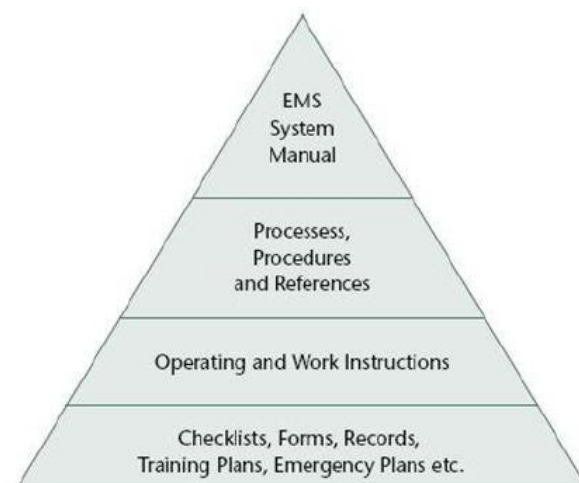 EMS
System
Manual
Processess,
Procedures
and References
Operating and Work Instructions
Checklists, Forms, Records,
Training Plans, Emergency Plans etc.